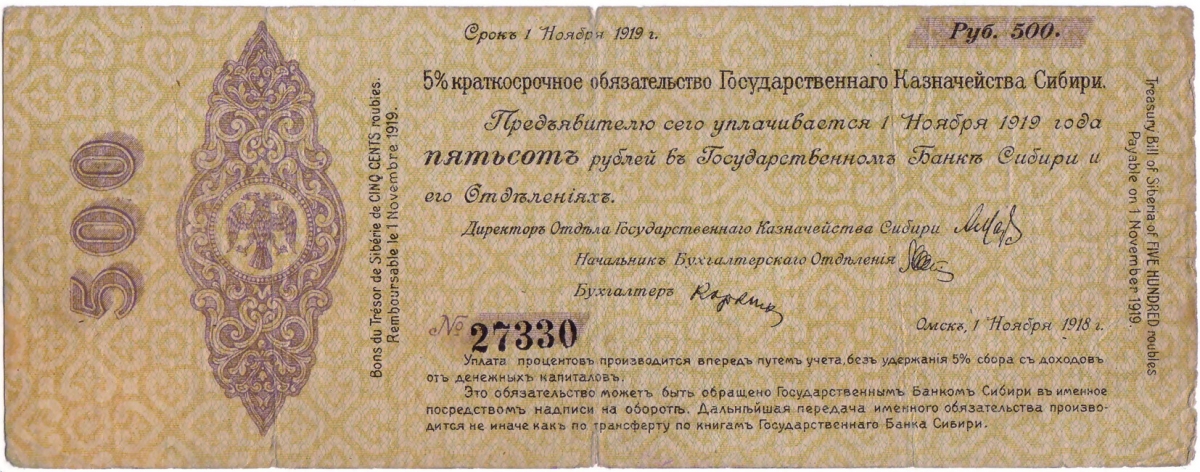 Срокъ 1 Ноября 1919 г.
Руб. 500.
5% краткосрочное обязательство Государственнаго Казначейства Сибири.
Предъявителю сего уплачивается 1 Ноября 1919 года
пятьсотъ рублей въ Государственномъ Банкѣ Сибири и
его Отдѣленіяхъ.
Директоръ Отдѣла Государственнаго Казначейства Сибири
Начальникъ Бухгалтерскаго Отдѣленія
Бухгалтеръ
№ 27330
Омскъ, 1 Ноября 1918 г.
Уплата процентовъ производится впередъ путемъ учета, безъ удержанія 5% сбора съ доходовъ
отъ денежныхъ капиталовъ.
Это обязательство можетъ быть обращено Государственнымъ Банкомъ Сибири въ именное
посредствомъ надписи на оборотѣ. Дальнѣйшая передача именного обязательства произво-
дится не иначе какъ по трансферту по книгамъ Государственнаго Банка Сибири.
500
Bons du Trésor de Sibérie de CINQ CENTS roubles.
Remboursable le 1 Novembre 1919.
Treasury Bill of Siberia of FIVE HUNDRED roubles
Payable on 1 November 1919.